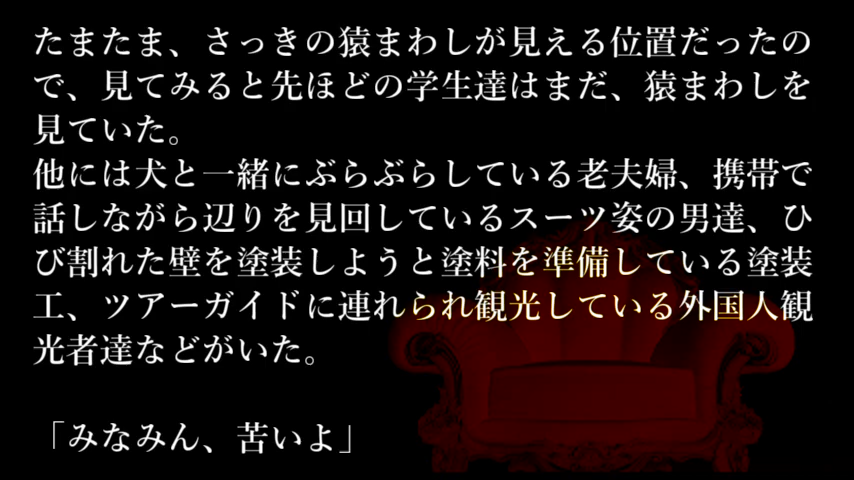 たまたま、さっきの猿まわしが見える位置だったの
で、見てみると先ほどの学生達はまだ、猿まわしを
見ていた。
他には犬と一緒にぶらぶらしている老夫婦、携帯で
話しながら辺りを見回しているスーツ姿の男達、ひ
び割れた壁を塗装しようと塗料を準備している塗装
工、ツアーガイドに連れられ観光している外国人観
光者達などがいた。
「みなみん、苦いよ」